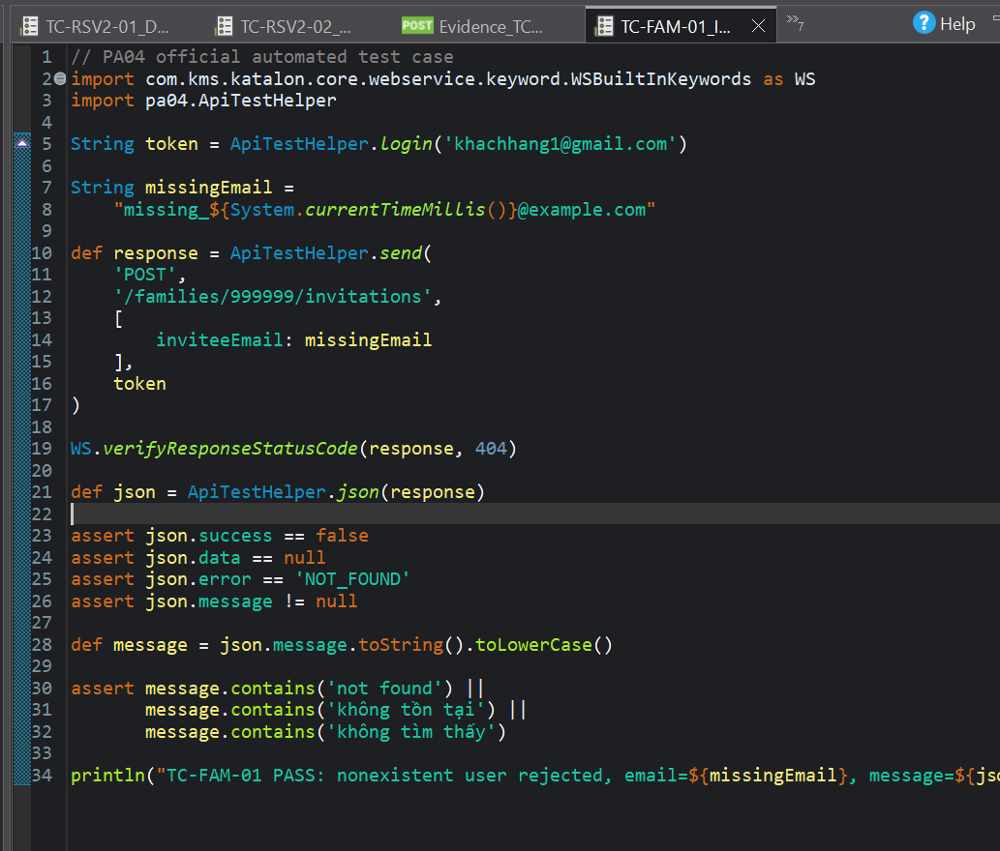 TC-RSV2-01_D...
TC-RSV2-02_...
POST Evidence_TC...
TC-FAM-01_I...
»7
? Help
1 // PA04 official automated test case
2 import com.kms.katalon.core.webservice.keyword.WSBuiltInKeywords as WS
3 import pa04.ApiTestHelper
4
5 String token = ApiTestHelper.login('khachhang1@gmail.com')
6
7 String missingEmail =
8     "missing_${System.currentTimeMillis()}@example.com"
9
10 def response = ApiTestHelper.send(
11     'POST',
12     '/families/999999/invitations',
13     [
14         inviteeEmail: missingEmail
15     ],
16     token
17 )
18
19 WS.verifyResponseStatusCode(response, 404)
20
21 def json = ApiTestHelper.json(response)
22
23 assert json.success == false
24 assert json.data == null
25 assert json.error == 'NOT_FOUND'
26 assert json.message != null
27
28 def message = json.message.toString().toLowerCase()
29
30 assert message.contains('not found') ||
31        message.contains('không tồn tại') ||
32        message.contains('không tìm thấy')
33
34 println("TC-FAM-01 PASS: nonexistent user rejected, email=${missingEmail}, message=${jso